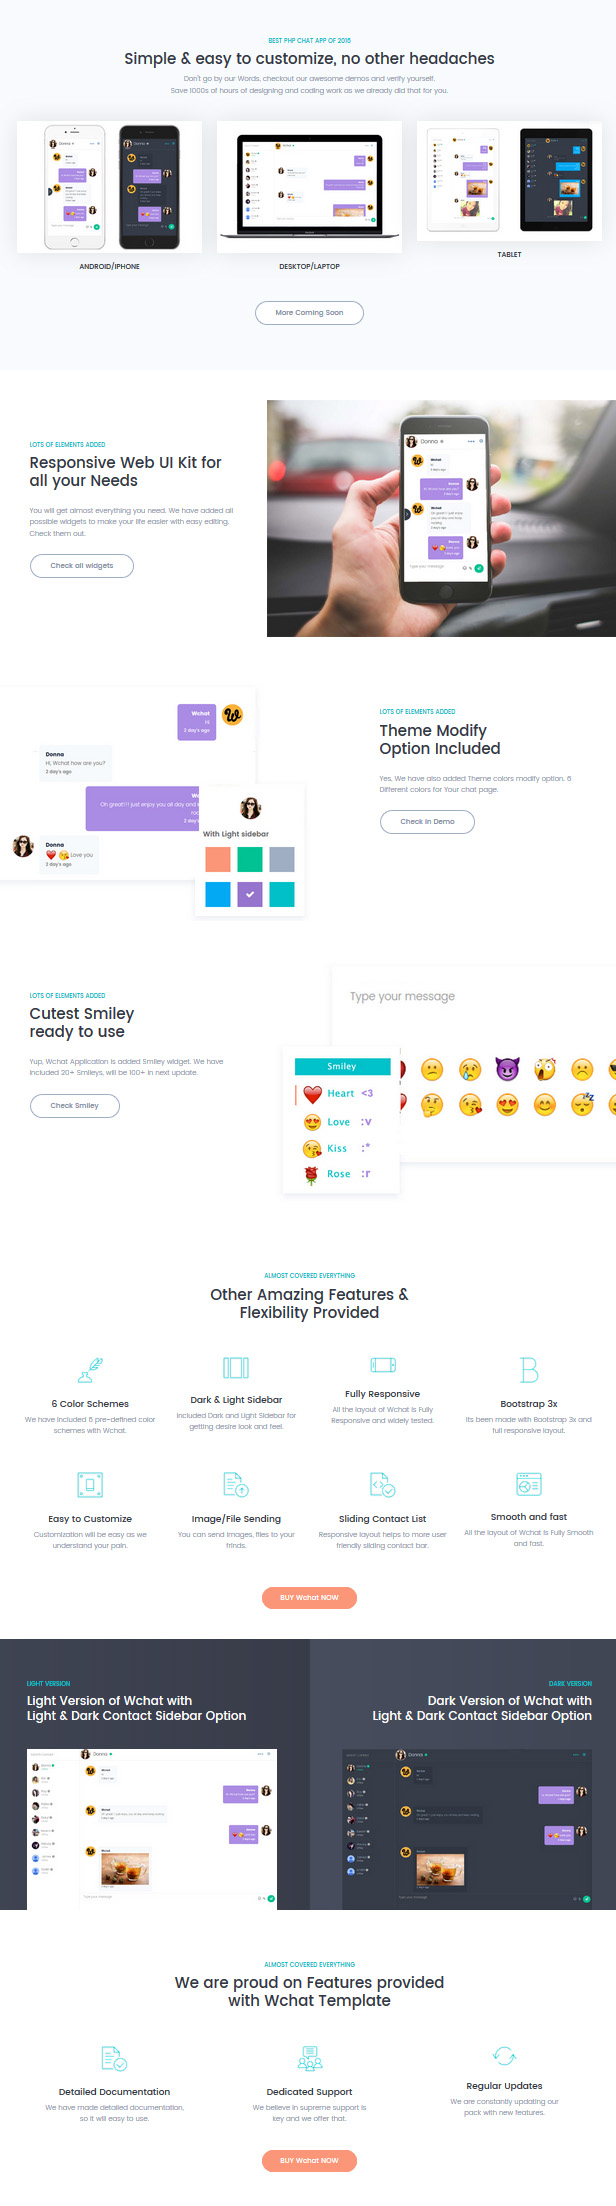 BEST PHP CHAT APP OF 2015
Simple & easy to customize, no other headaches
Don't go by our Words, checkout our awesome demos and verify yourself.
Save 1000s of hours of designing and coding work as we already did that for you.
ANDROID/IPHONE
DESKTOP/LAPTOP
TABLET
More Coming Soon
LOTS OF ELEMENTS ADDED
Responsive Web UI Kit for
all your Needs
You will get almost everything you need. We have added all
possible widgets to make your life easier with easy editing.
Check them out.
Check all widgets
Donna
Wchat
Wchat
Donna
Type your message
LOTS OF ELEMENTS ADDED
Theme Modify
Option Included
Yes, We have also added Theme colors modify option. 6
Different colors for Your chat page.
Check In Demo
Wchat
Hi
2 day's ago
Donna
Hi, Wchat how are you?
2 day's ago
Oh great!!! just enjoy you all day and
Donna
Love you
2 day's ago
With Light sidebar
LOTS OF ELEMENTS ADDED
Cutest Smiley
ready to use
Yup, Wchat Application is added Smiley widget. We have
included 20+ Smileys, will be 100+ in next update.
Check Smiley
Type your message
Smiley
Heart <3
Love :v
Kiss :*
Rose :r
ALMOST COVERED EVERYTHING
Other Amazing Features &
Flexibility Provided
6 Color Schemes
We have included 6 pre-defined color
schemes with Wchat.
Dark & Light Sidebar
Included Dark and Light Sidebar for
getting desire look and feel.
Fully Responsive
All the layout of Wchat is Fully
Responsive and widely tested.
Bootstrap 3x
Its been made with Bootstrap 3x and
full responsive layout.
Easy to Customize
Customization will be easy as we
understand your pain.
Image/File Sending
You can send images, files to your
frinds.
Sliding Contact List
Responsive layout helps to more user
friendly sliding contact bar.
Smooth and fast
All the layout of Wchat is Fully Smooth
and fast.
BUY Wchat NOW
LIGHT VERSION
Light Version of Wchat with
Light & Dark Contact Sidebar Option
DARK VERSION
Dark Version of Wchat with
Light & Dark Contact Sidebar Option
Donna
Donna
ALMOST COVERED EVERYTHING
We are proud on Features provided
with Wchat Template
Detailed Documentation
We have made detailed documentation,
so it will easy to use.
Dedicated Support
We believe in supreme support is
key and we offer that.
Regular Updates
We are constantly updating our
pack with new features.
BUY Wchat NOW